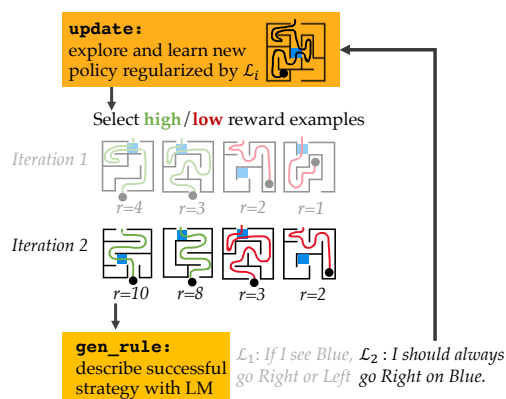 update:
explore and learn new
policy regularized by ℒi
Select high/low reward examples
Iteration 1
r=4 r=3 r=2 r=1
Iteration 2
r=10 r=8 r=3 r=2
gen_rule:
describe successful
strategy with LM
ℒ1: If I see Blue,
go Right or Left
ℒ2 : I should always
go Right on Blue.